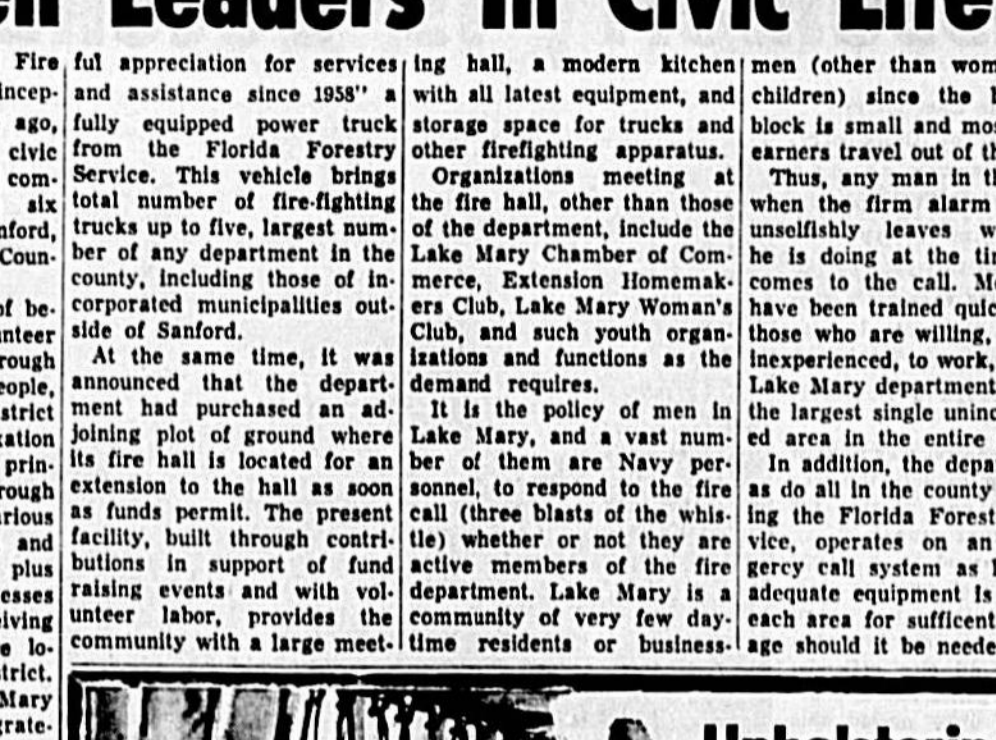 Leaders In Civic Life
Fire
incep-
ago,
civic
com-
six
nford,
Coun-
of be-
unteer
rough
eople,
strict
xation
prin-
rough
arious
and
plus
esses
eiving
e lo-
trict.
Mary
grate-
ful appreciation for services
and assistance since 1958" a
fully equipped power truck
from the Florida Forestry
Service. This vehicle brings
total number of fire-fighting
trucks up to five, largest num-
ber of any department in the
county, including those of in-
corporated municipalities out-
side of Sanford.
At the same time, it was
announced that the depart-
ment had purchased an ad-
joining plot of ground where
its fire hall is located for an
extension to the hall as soon
as funds permit. The present
facility, built through contri-
butions in support of fund
raising events and with vol-
unteer labor, provides the
community with a large meet-
ing hall, a modern kitchen
with all latest equipment, and
storage space for trucks and
other firefighting apparatus.
Organizations meeting at
the fire hall, other than those
of the department, include the
Lake Mary Chamber of Com-
merce, Extension Homemak-
ers Club, Lake Mary Woman's
Club, and such youth organ-
izations and functions as the
demand requires.
It is the policy of men in
Lake Mary, and a vast num-
ber of them are Navy per-
sonnel, to respond to the fire
call (three blasts of the whis-
tle) whether or not they are
active members of the fire
department. Lake Mary is a
community of very few day-
time residents or business-
men (other than wom
children) since the
block is small and mos
earners travel out of th
Thus, any man in th
when the firm alarm
unselfishly leaves w
he is doing at the tim
comes to the call. M
have been trained quic
those who are willing,
inexperienced, to work,
Lake Mary department
the largest single uninc
ed area in the entire
In addition, the depa
as do all in the county
ing the Florida Forest
vice, operates on an
gercy call system as
adequate equipment is
each area for sufficent
age should it be neede
Upholsterin